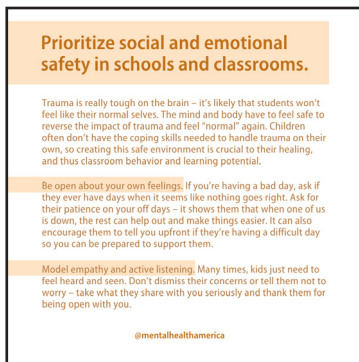 Prioritize social and emotional
safety in schools and classrooms.
Trauma is really tough on the brain – it's likely that students won't
feel like their normal selves. The mind and body have to feel safe to
reverse the impact of trauma and feel "normal" again. Children
often don't have the coping skills needed to handle trauma on their
own, so creating this safe environment is crucial to their healing,
and thus classroom behavior and learning potential.
Be open about your own feelings. If you're having a bad day, ask if
they ever have days when it seems like nothing goes right. Ask for
their patience on your off days – it shows them that when one of us
is down, the rest can help out and make things easier. It can also
encourage them to tell you upfront if they're having a difficult day
so you can be prepared to support them.
Model empathy and active listening. Many times, kids just need to
feel heard and seen. Don't dismiss their concerns or tell them not to
worry – take what they share with you seriously and thank them for
being open with you.
@mentalhealthamerica